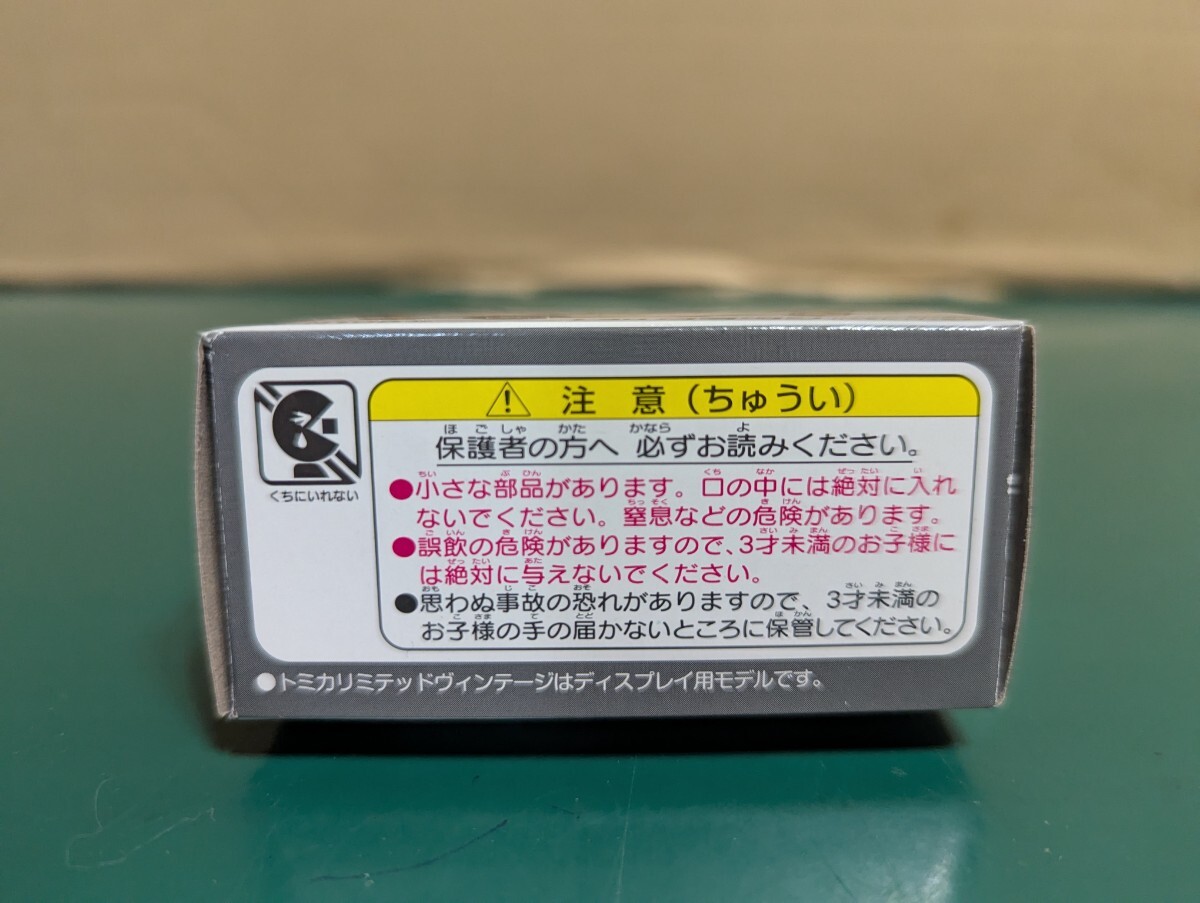 くちにいれない
注意(ちゅうい)
保護者の方へ 必ずお読みください。
●小さな部品があります。口の中には絶対に入れ
ないでください。窒息などの危険があります。
●誤飲の危険がありますので、3才未満のお子様に
は絶対に与えないでください。
●思わぬ事故の恐れがありますので、3才未満の
お子様の手の届かないところに保管してください。
●トミカリミテッドヴィンテージはディスプレイ用モデルです。